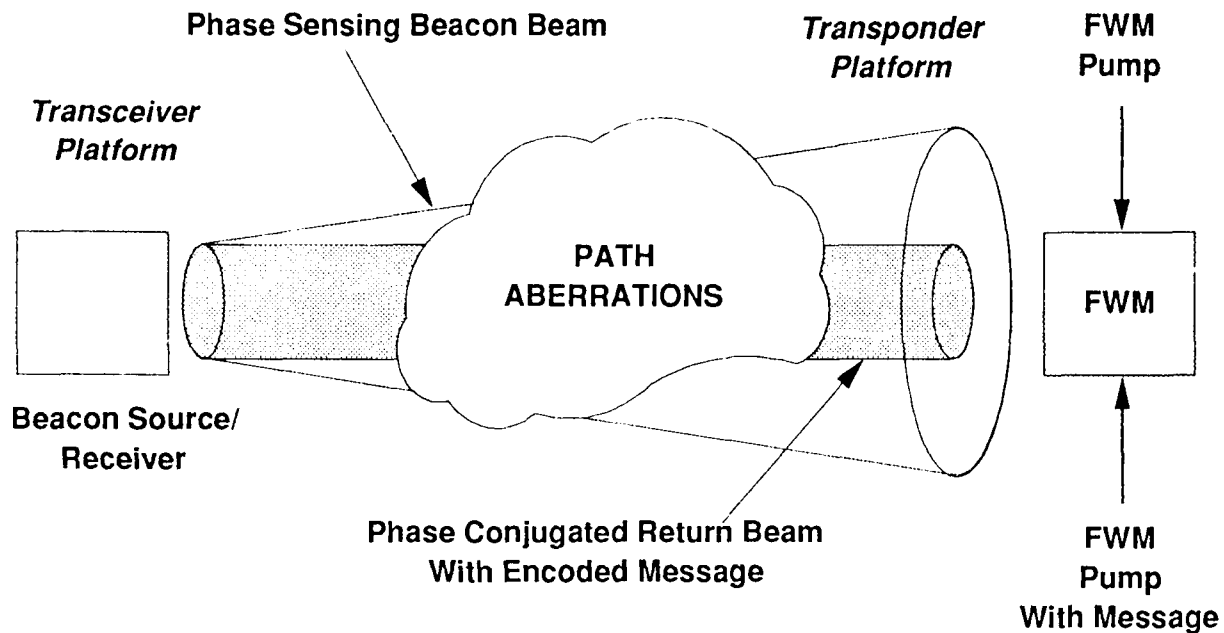 Phase Sensing Beacon Beam
Transponder
Platform
FWM
Pump
Transceiver
Platform
PATH
ABERRATIONS
FWM
Beacon Source/
Receiver
Phase Conjugated Return Beam
With Encoded Message
FWM
Pump
With Message